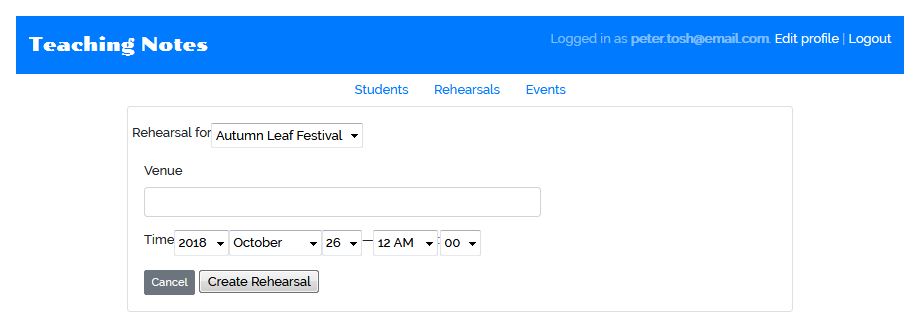 Teaching Notes
Logged in as peter.tosh@email.com. Edit profile | Logout
Students Rehearsals Events
Rehearsal for Autumn Leaf Festival
Venue
Time 2018 October 26 — 12 AM : 00
Cancel Create Rehearsal